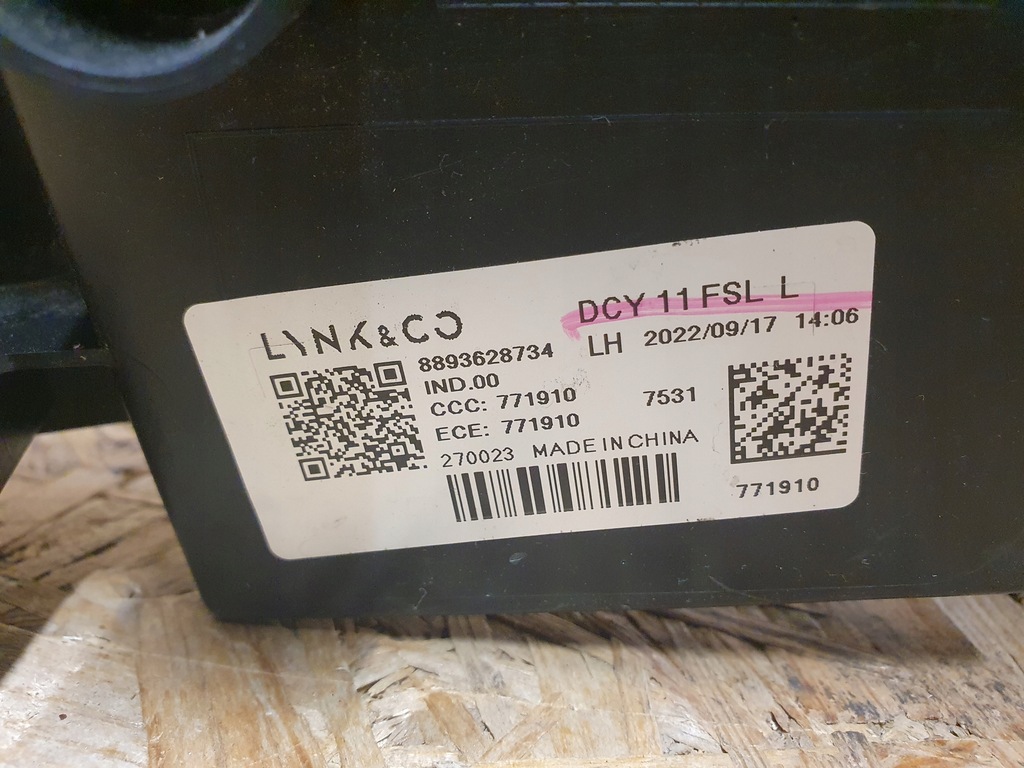 LYNK&CO
DCY 11 FSL L
LH 2022/09/17 14:06
8893628734
IND.00
CCC: 771910 7531
ECE: 771910
270023 MADE IN CHINA
771910